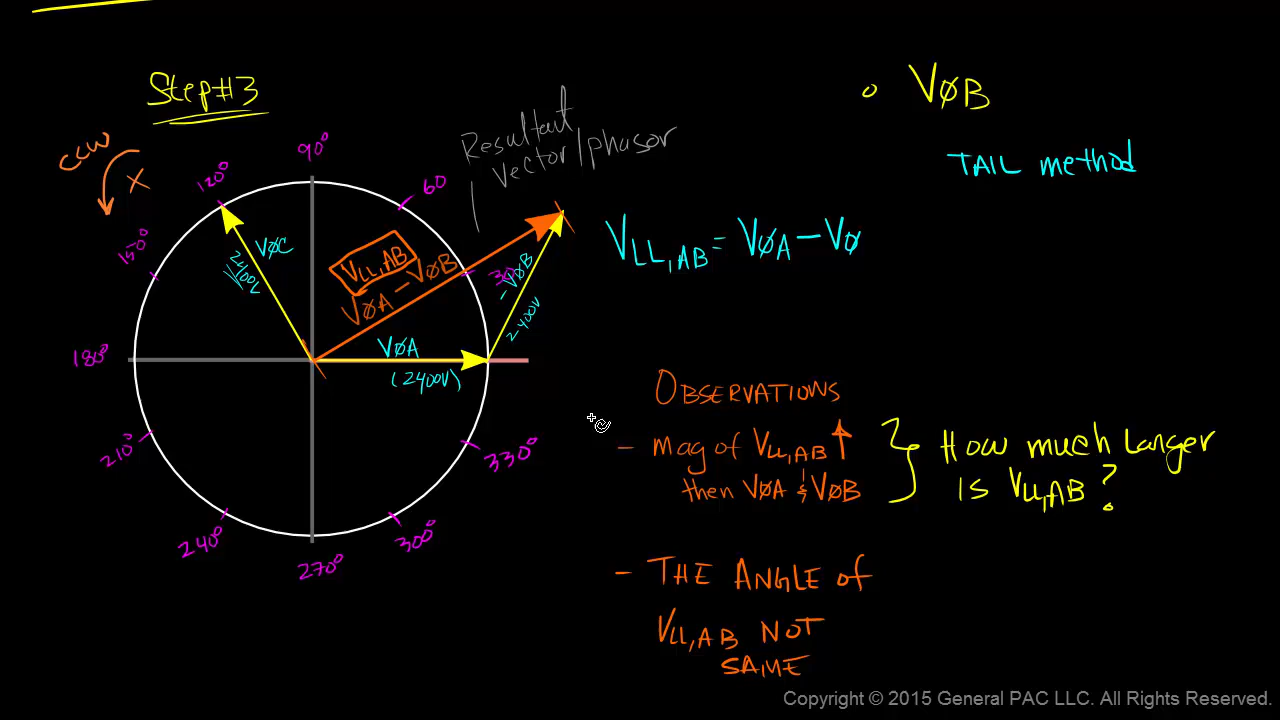 Step#3
CCW
X
90°
120°
60
150°
30
180°
210°
240°
270°
300°
330°
Resultant
vector/phasor
VØC
2400V
VLL,AB
VØA-VØB
-VØB
2400V
VØA
(2400V)
o VØB
TAIL method
VLL,AB = VØA - VØ
OBSERVATIONS
- Mag of VLL,AB ↑
then VØA & VØB
How much larger
is VLL,AB?
- THE ANGLE of
VLL,AB NOT
SAME
Copyright © 2015 General PAC LLC. All Rights Reserved.